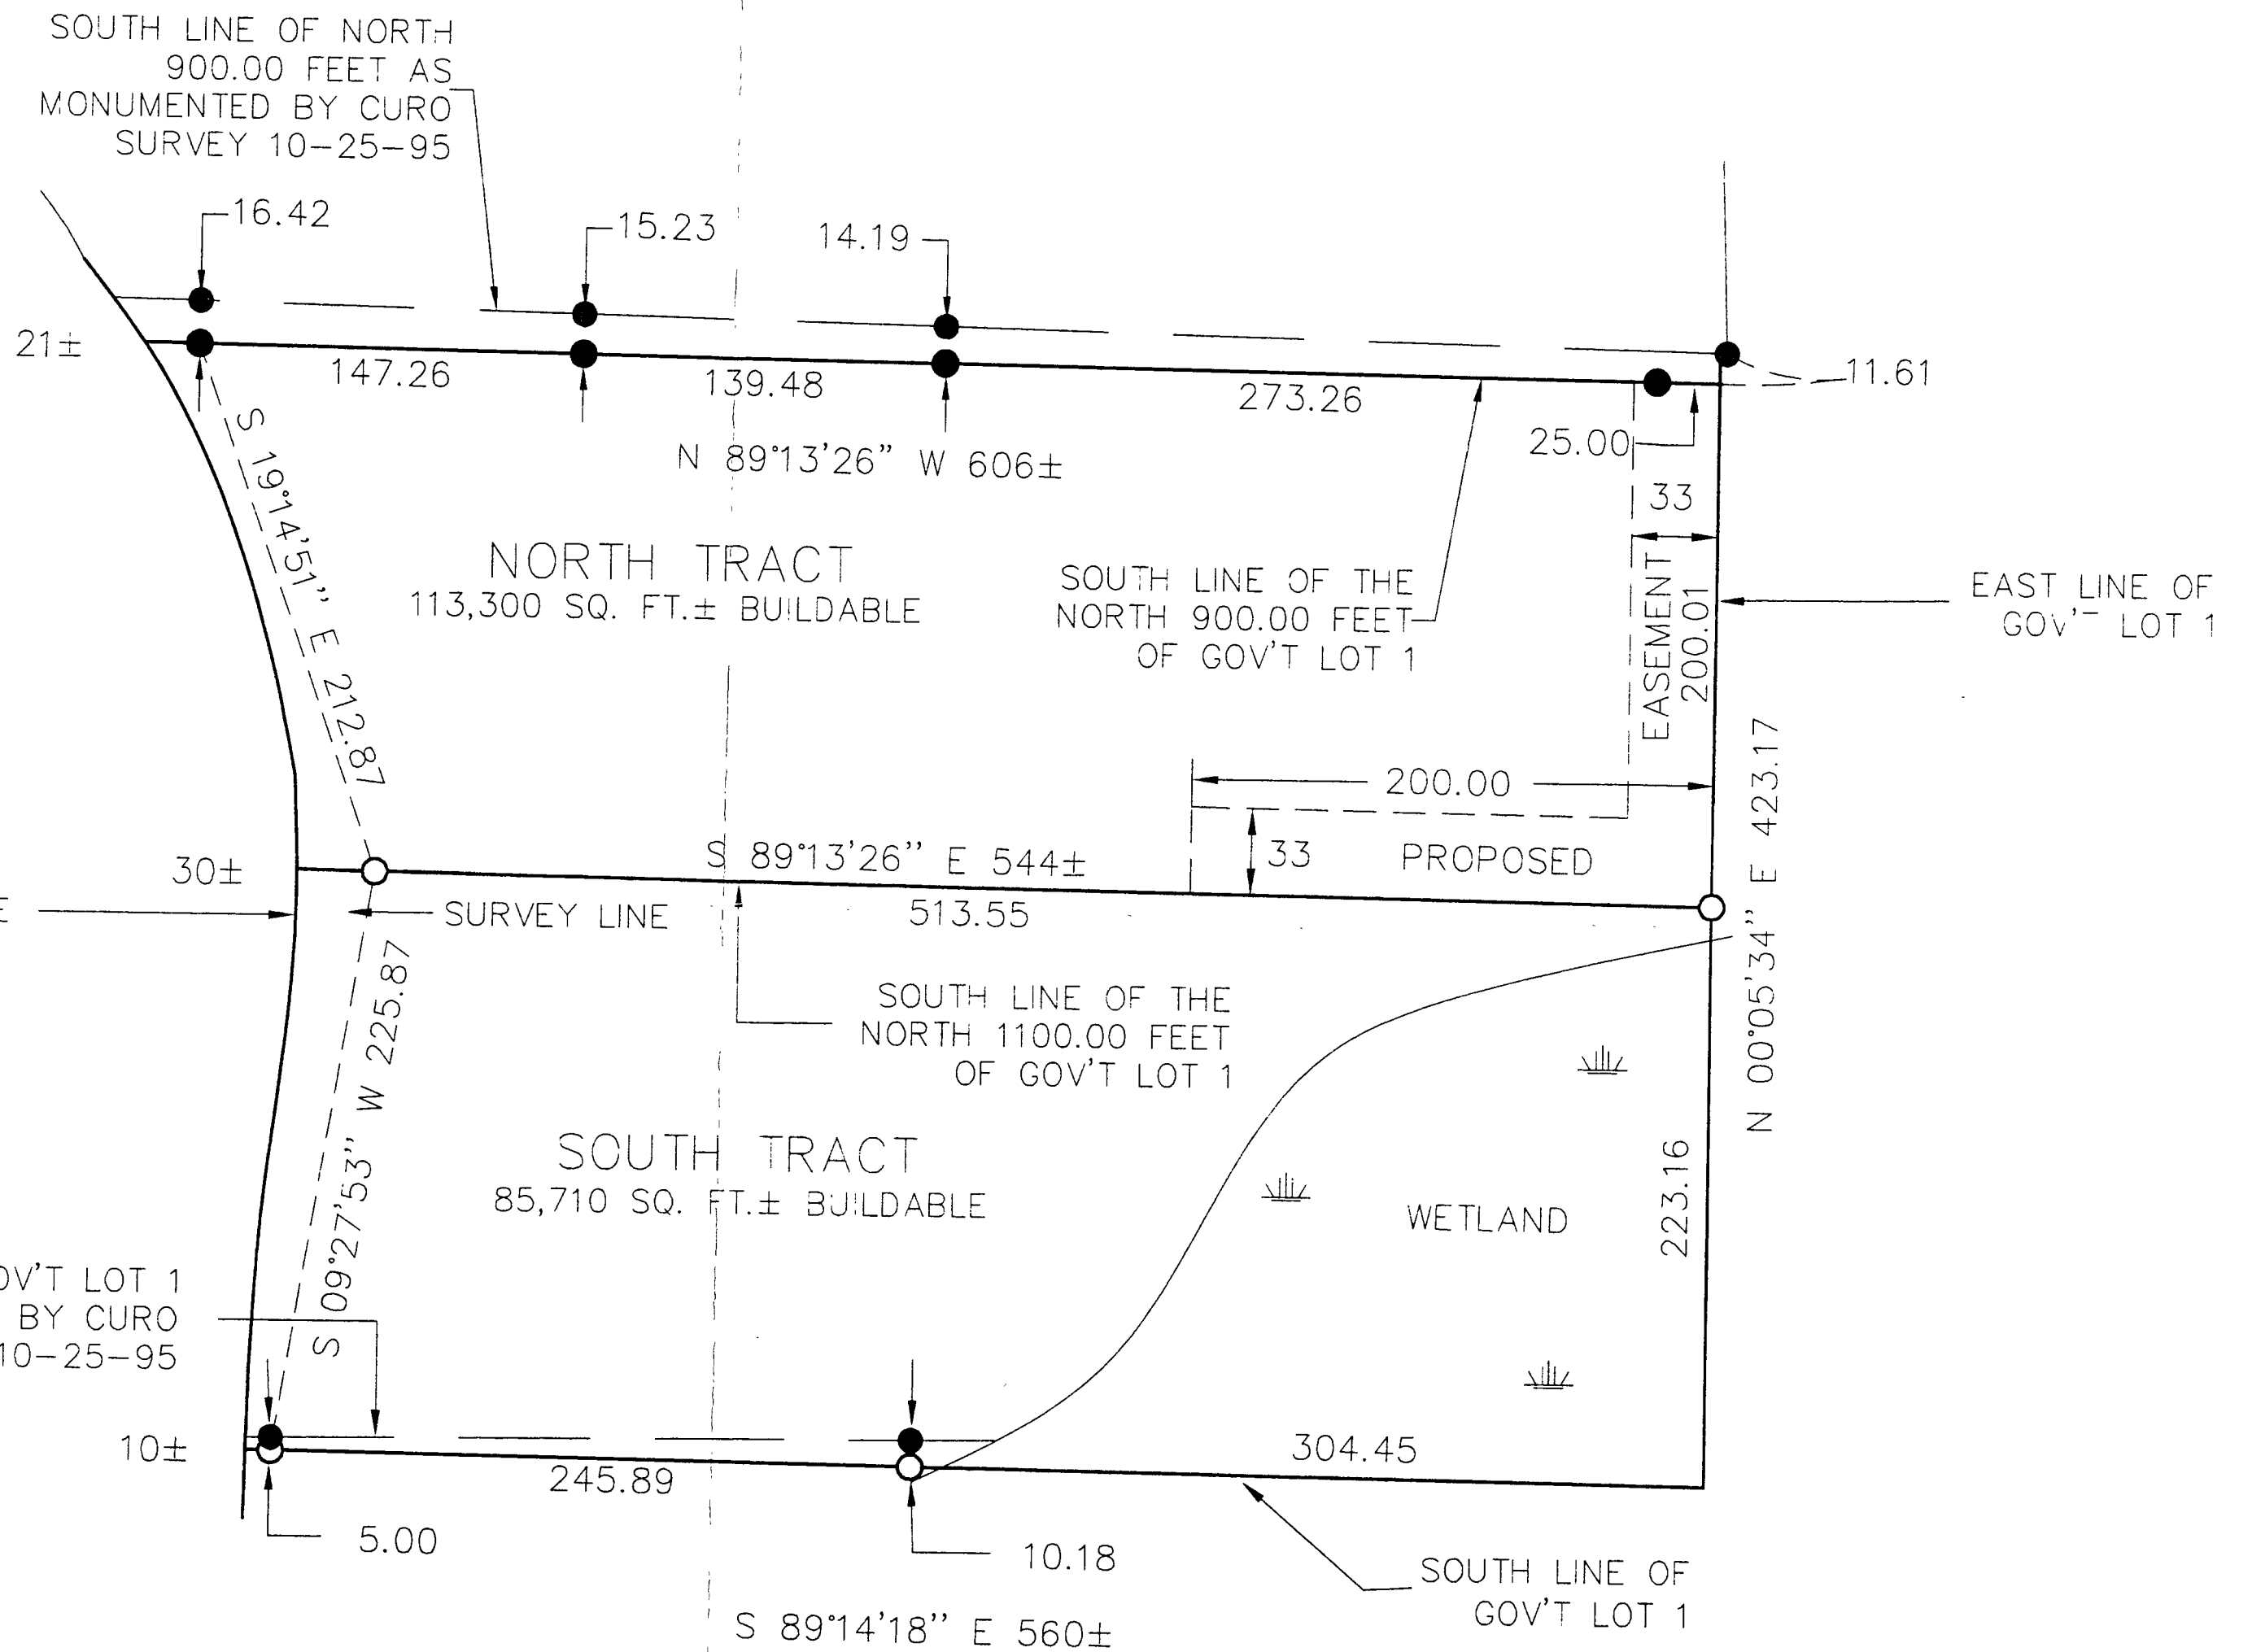 SOUTH LINE OF NORTH
900.00 FEET AS
MONUMENTED BY CURO
SURVEY 10-25-95
16.42
15.23
14.19
21±
147.26
139.48
273.26
11.61
25.00
N 89°13'26" W 606±
33
S 19°14'51" E 212.87
NORTH TRACT
113,300 SQ. FT.± BUILDABLE
SOUTH LINE OF THE
NORTH 900.00 FEET
OF GOV'T LOT 1
EASEMENT
200.01
EAST LINE OF
GOV'T LOT 1
200.00
N 00°05'34" E 423.17
30±
S 89°13'26" E 544±
33
PROPOSED
E
SURVEY LINE
513.55
S 09°27'53" W 225.87
SOUTH LINE OF THE
NORTH 1100.00 FEET
OF GOV'T LOT 1
SOUTH TRACT
85,710 SQ. FT.± BUILDABLE
WETLAND
223.16
OV'T LOT 1
BY CURO
10-25-95
10±
245.89
304.45
5.00
10.18
SOUTH LINE OF
GOV'T LOT 1
S 89°14'18" E 560±